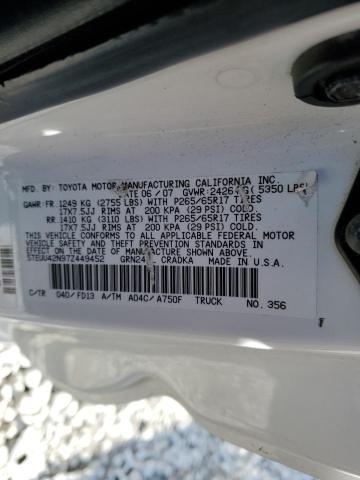 MFD. BY: TOYOTA MOTOR MANUFACTURING CALIFORNIA INC.
DATE 06/07 GVWR: 2426 KG( 5350 LBS)
GAWR: FR. 1249 KG (2755 LBS) WITH P265/65R17 TIRES
17X7.5JJ RIMS AT 200 KPA (29 PSI) COLD
RR. 1410 KG (3110 LBS) WITH P265/65R17 TIRES
17X7.5JJ RIMS AT 200 KPA (29 PSI) COLD.
THIS VEHICLE CONFORMS TO ALL APPLICABLE FEDERAL MOTOR
VEHICLE SAFETY AND THEFT PREVENTION STANDARDS IN
EFFECT ON THE DATE OF MANUFACTURE SHOWN ABOVE.
5TEUU42N97Z449452 CRADKA MADE IN U.S.A.
C/TR 040/FD13 A/TM A04C/A750F TRUCK NO. 356